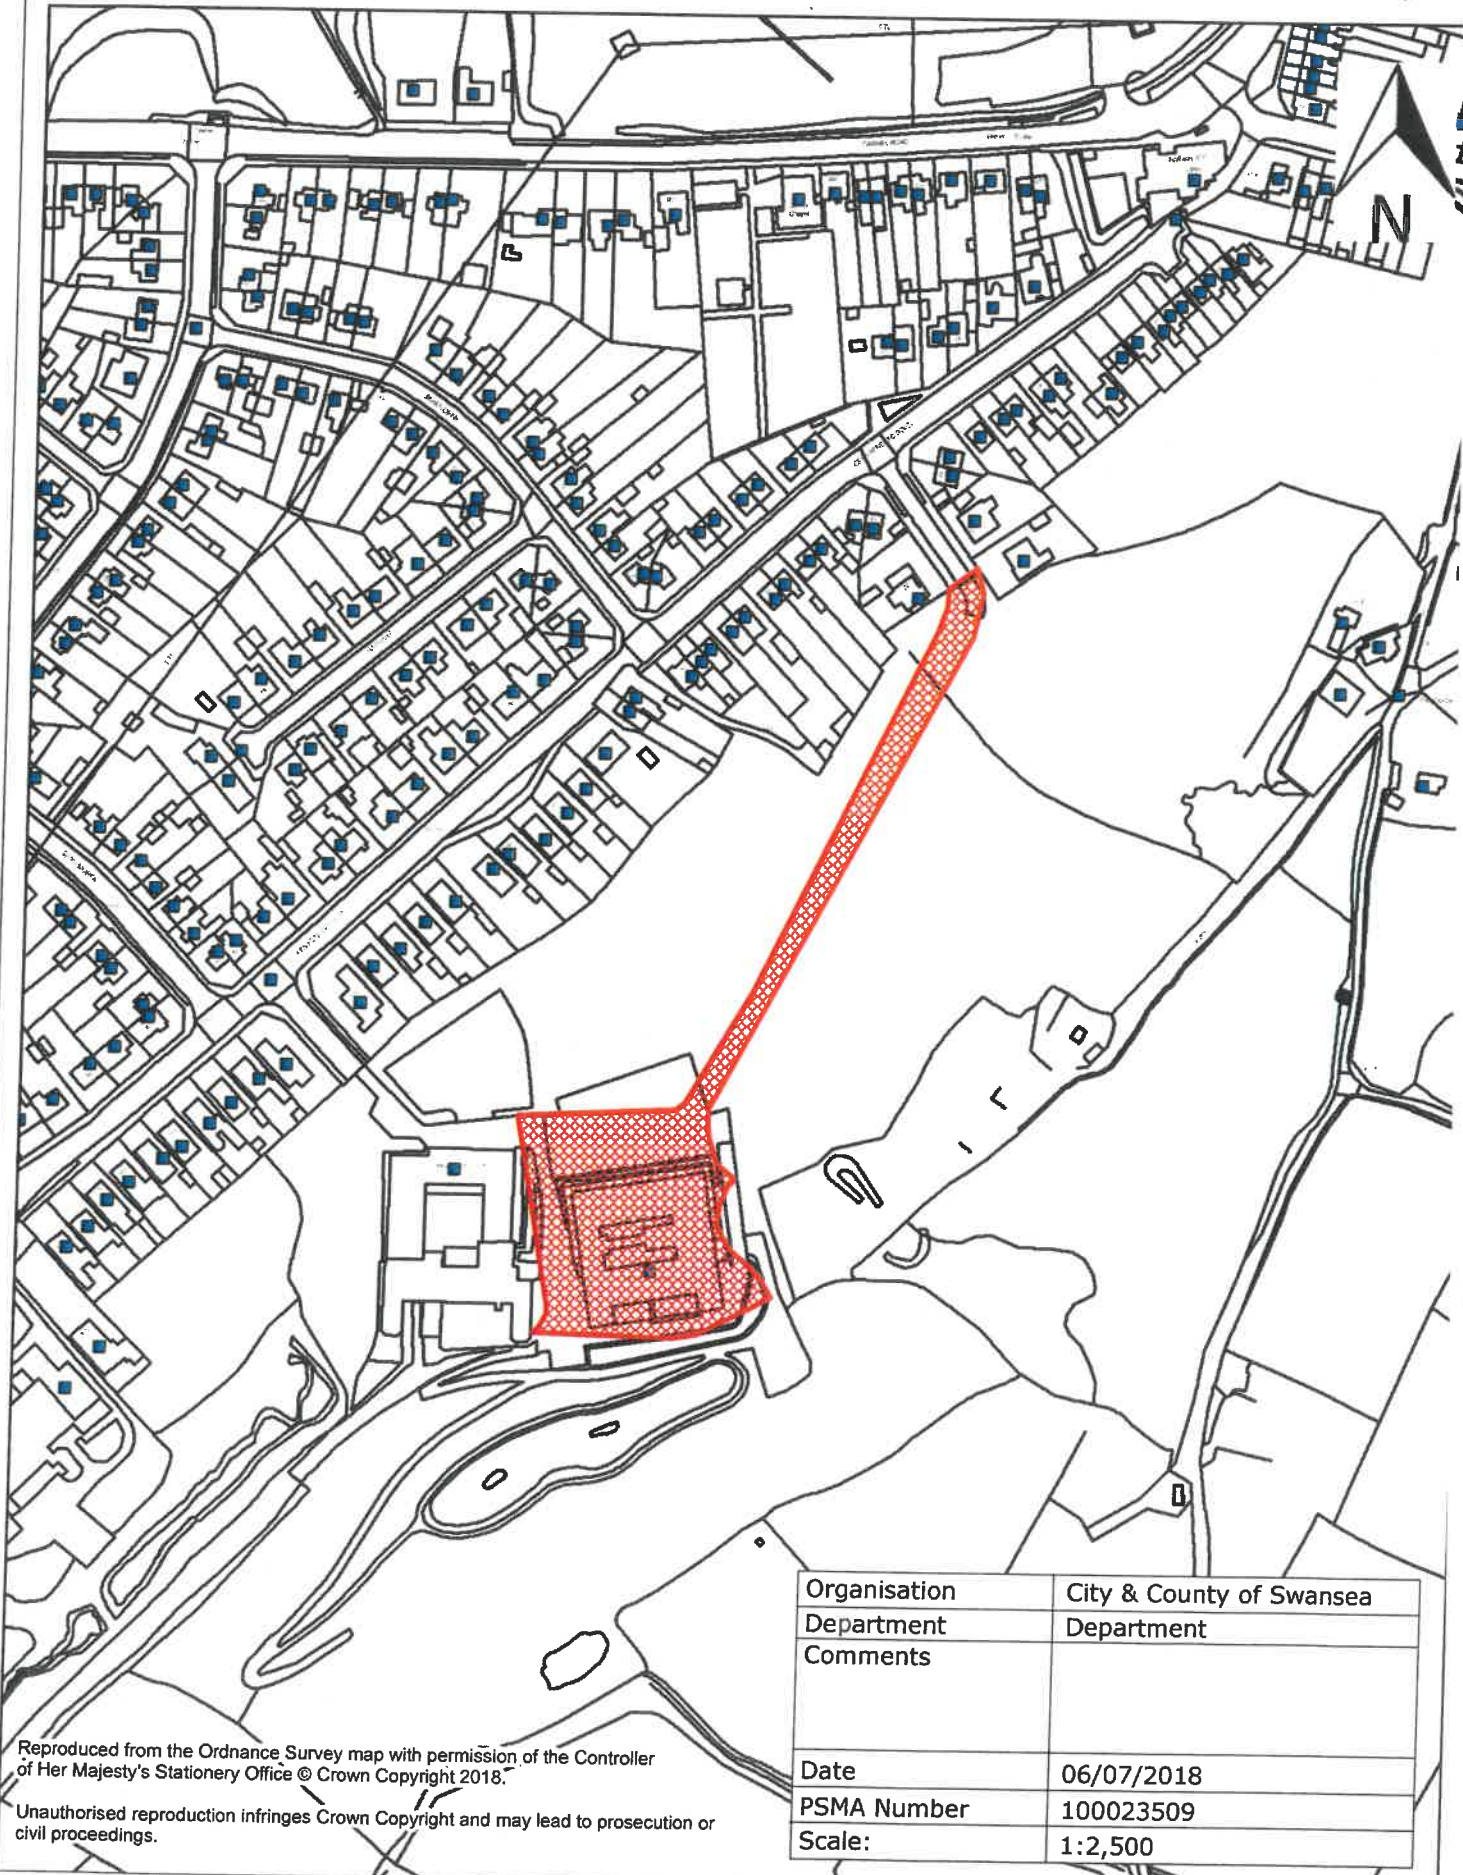 N
Chapel
Organisation City & County of Swansea
Department Department
Comments
Date 06/07/2018
PSMA Number 100023509
Scale: 1:2,500
Reproduced from the Ordnance Survey map with permission of the Controller
of Her Majesty's Stationery Office © Crown Copyright 2018.
Unauthorised reproduction infringes Crown Copyright and may lead to prosecution or
civil proceedings.